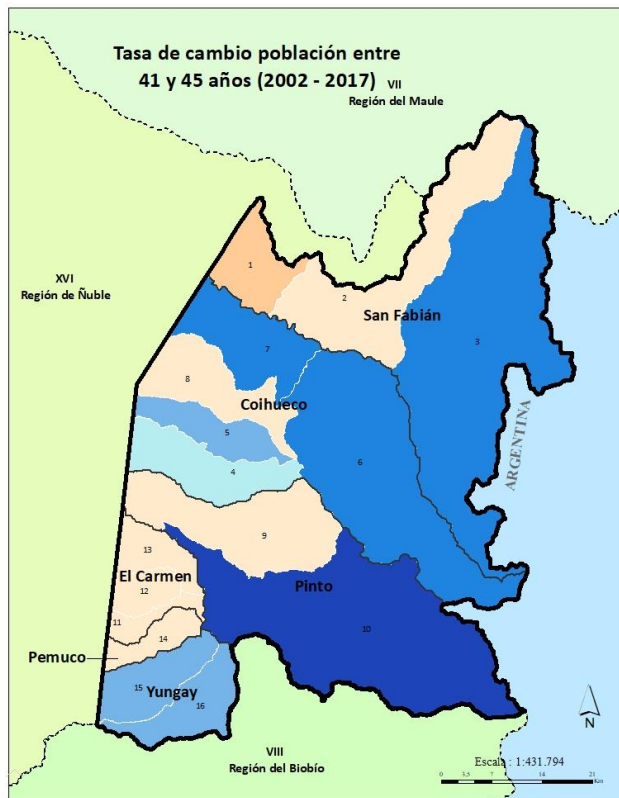 Tasa de cambio población entre
41 y 45 años (2002 - 2017)
VII
Región del Maule
XVI
Región de Ñuble
1
2
San Fabián
3
7
8
Coihueco
5
4
6
ARGENTINA
9
13
El Carmen
12
Pinto
11
14
10
Pemuco
15
Yungay
16
VIII
Región del Biobío
N
Escala : 1:431.794
0 3,5 7 14 21
Km